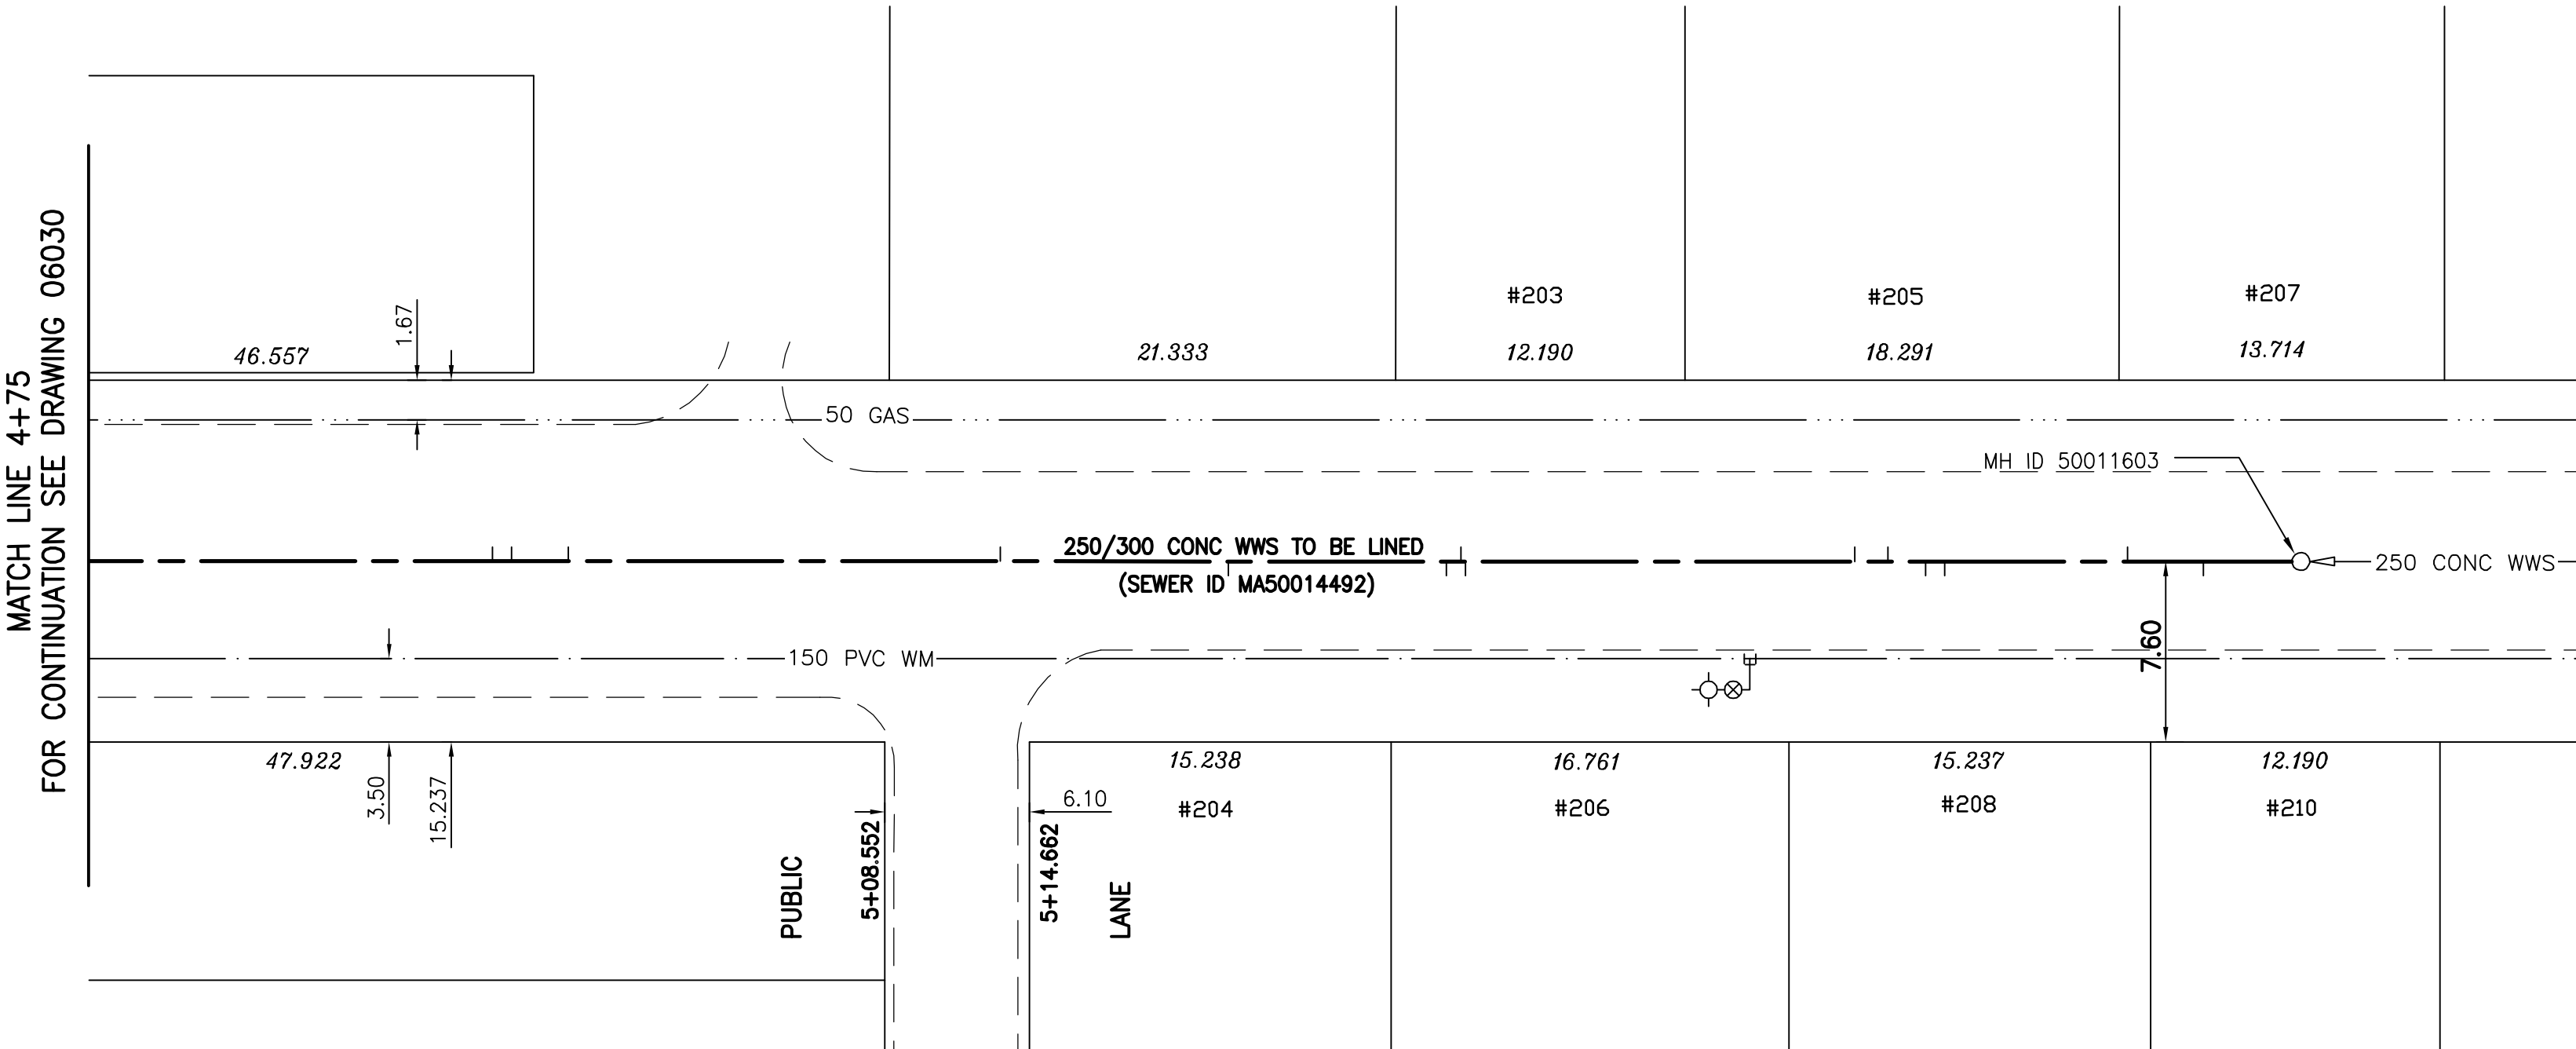 MATCH LINE 4+75
FOR CONTINUATION SEE DRAWING 06030
#203
#205
#207
1.67
46.557
21.333
12.190
18.291
13.714
50 GAS
MH ID 50011603
250/300 CONC WWS TO BE LINED
(SEWER ID MA50014492)
250 CONC WWS
150 PVC WM
7.60
47.922
15.238
16.761
15.237
12.190
3.50
15.237
6.10
#204
#206
#208
#210
PUBLIC
5+08.552
5+14.662
LANE